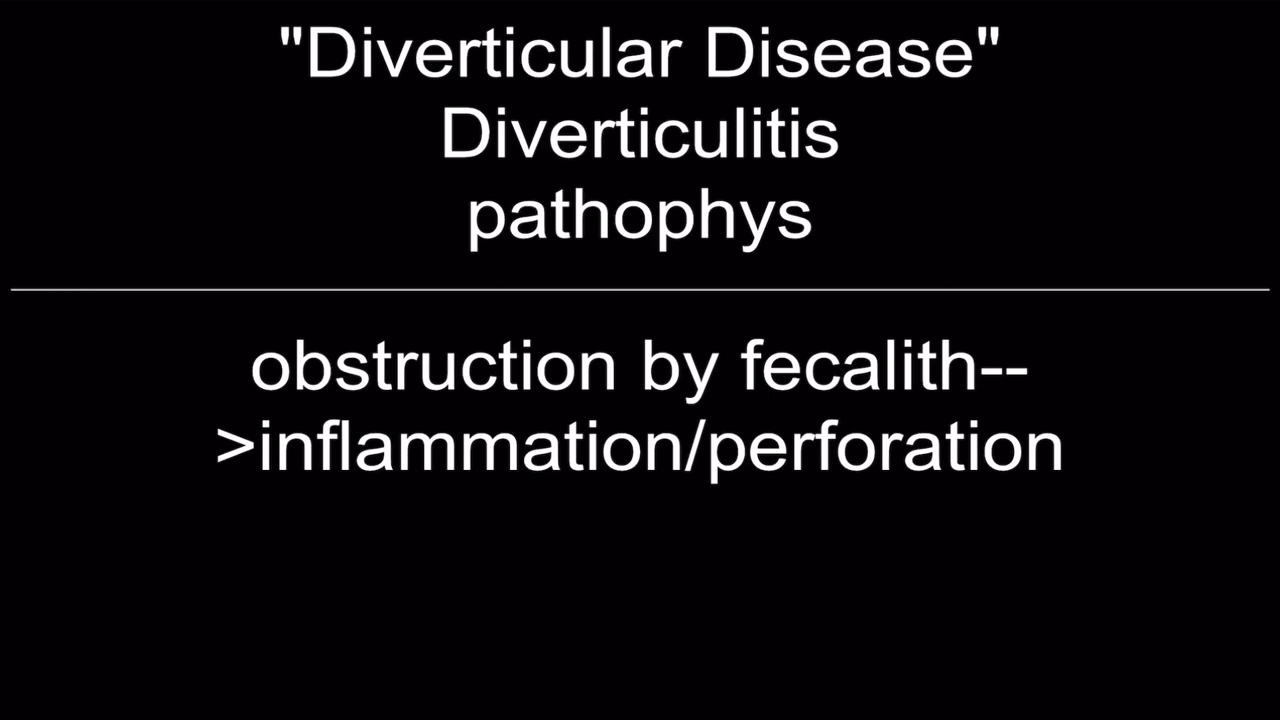 "Diverticular Disease"
Diverticulitis
pathophys
obstruction by fecalith--
>inflammation/perforation